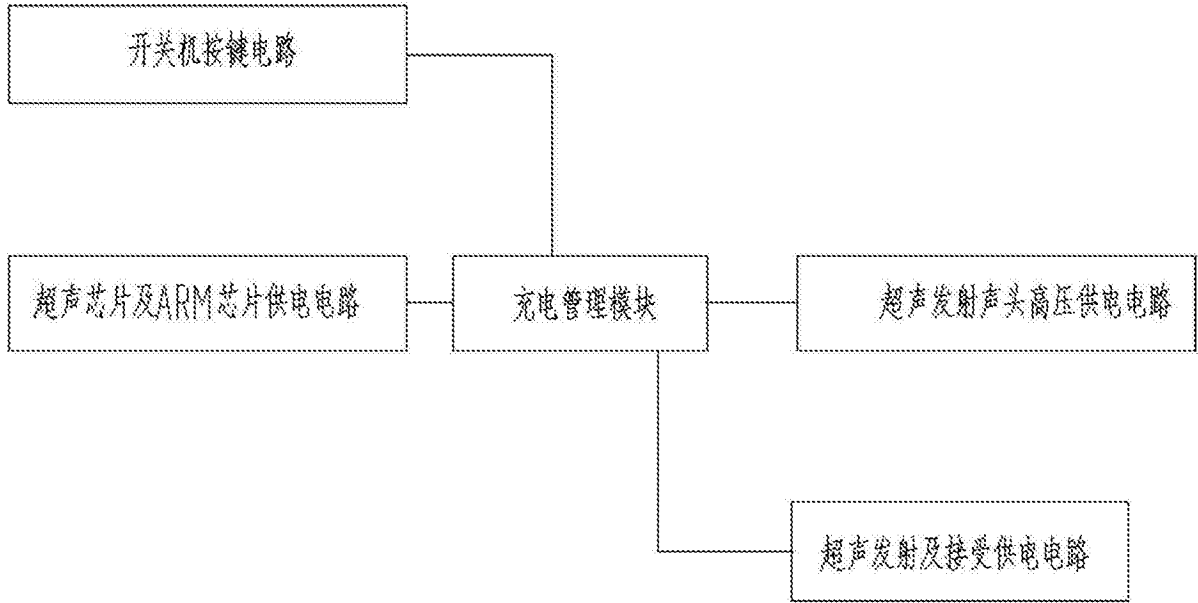 开关机按键电路
超声芯片及ARM芯片供电电路
充电管理模块
超声发射声头高压供电电路
超声发射及接受供电电路